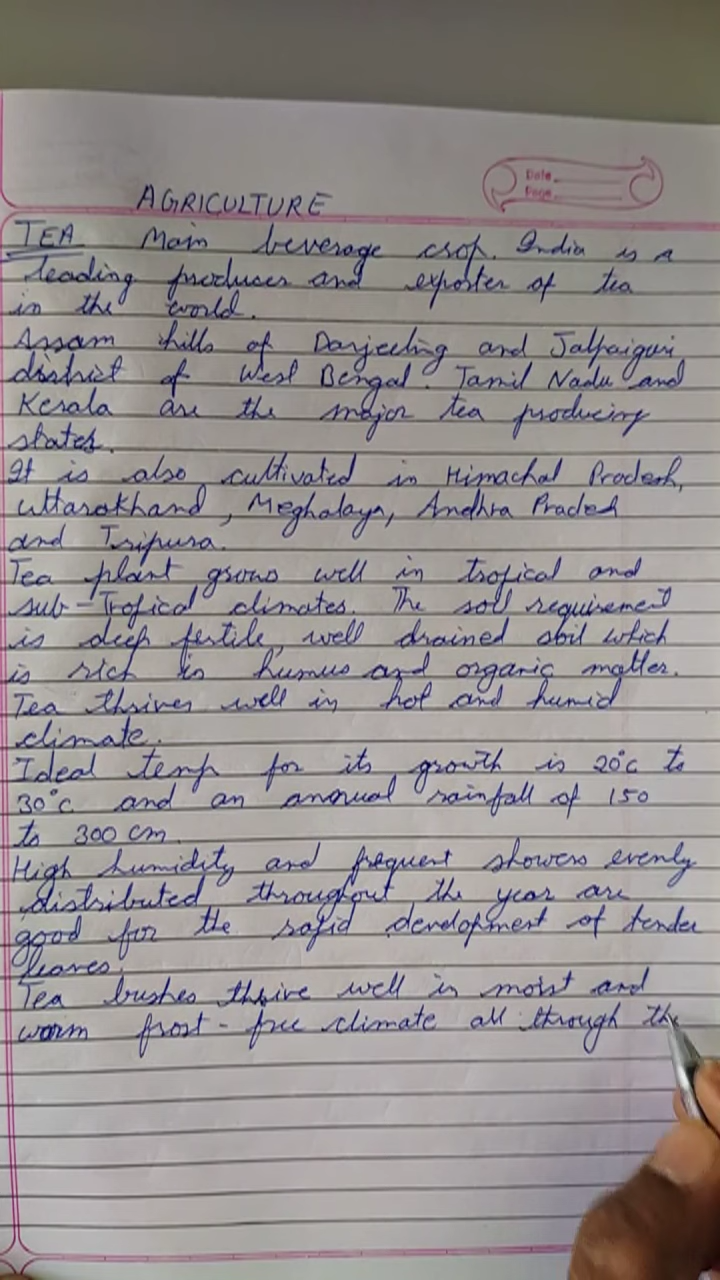 Date
Page
AGRICULTURE
TEA Main beverage crop. India is a
leading producer and exporter of tea
in the world.
Assam hills of Darjeeling and Jalpaiguri
district of West Bengal. Tamil Nadu and
Kerala are the major tea producing
states.
It is also cultivated in Himachal Pradesh,
Uttarakhand, Meghalaya, Andhra Pradesh
and Tripura.
Tea plant grows well in tropical and
sub-Tropical climates. The soil requirement
is deep fertile, well drained soil which
is rich in humus and organic matter.
Tea thrives well in hot and humid
climate.
Ideal temp for its growth is 20°c to
30°c and an annual rainfall of 150
to 300 cm.
High humidity and frequent showers evenly
distributed throughout the year are
good for the rapid development of tender
leaves.
Tea bushes thrive well in moist and
warm frost-free climate all through the